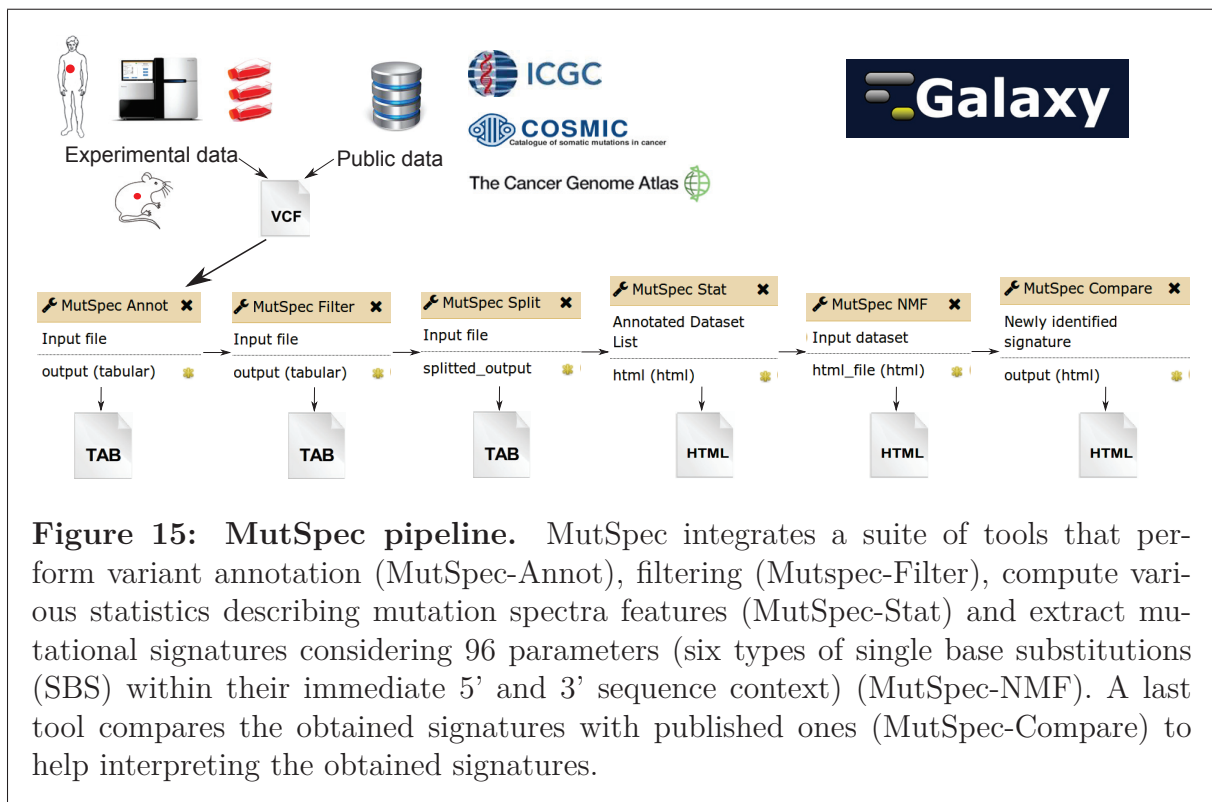 ICGC
COSMIC
Catalogue of somatic mutations in cancer
The Cancer Genome Atlas
Galaxy
Experimental data
Public data
VCF
MutSpec Annot
Input file
output (tabular)
TAB
MutSpec Filter
Input file
output (tabular)
TAB
MutSpec Split
Input file
splitted_output
TAB
MutSpec Stat
Annotated Dataset
List
html (html)
HTML
MutSpec NMF
Input dataset
html_file (html)
HTML
MutSpec Compare
Newly identified
signature
output (html)
HTML
Figure 15: MutSpec pipeline. MutSpec integrates a suite of tools that per-
form variant annotation (MutSpec-Annot), filtering (Mutspec-Filter), compute vari-
ous statistics describing mutation spectra features (MutSpec-Stat) and extract mu-
tational signatures considering 96 parameters (six types of single base substitutions
(SBS) within their immediate 5' and 3' sequence context) (MutSpec-NMF). A last
tool compares the obtained signatures with published ones (MutSpec-Compare) to
help interpreting the obtained signatures.